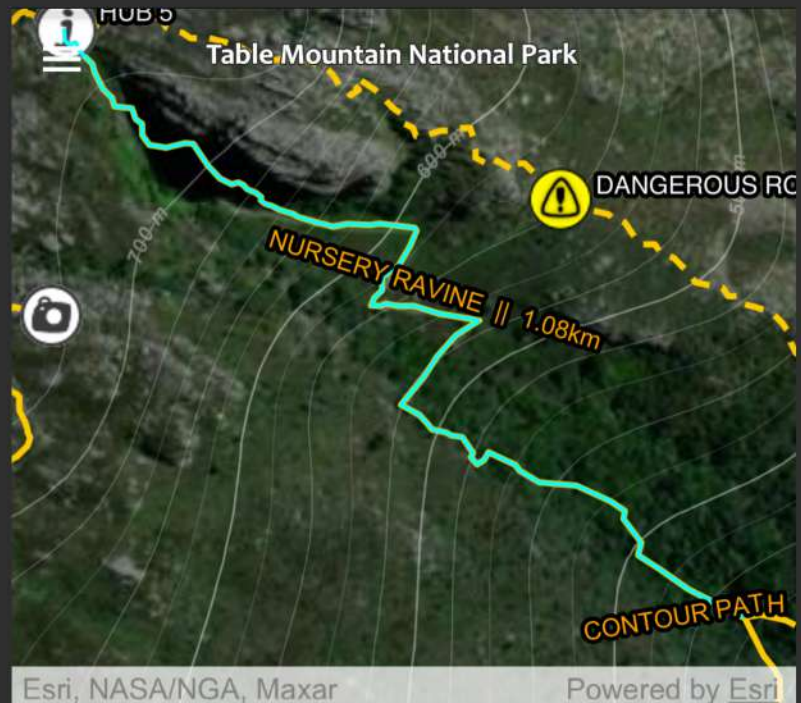 HUB 5
Table Mountain National Park
600 m
DANGEROUS RO
700 m
NURSERY RAVINE || 1.08km
CONTOUR PATH
Esri, NASA/NGA, Maxar
Powered by Esri